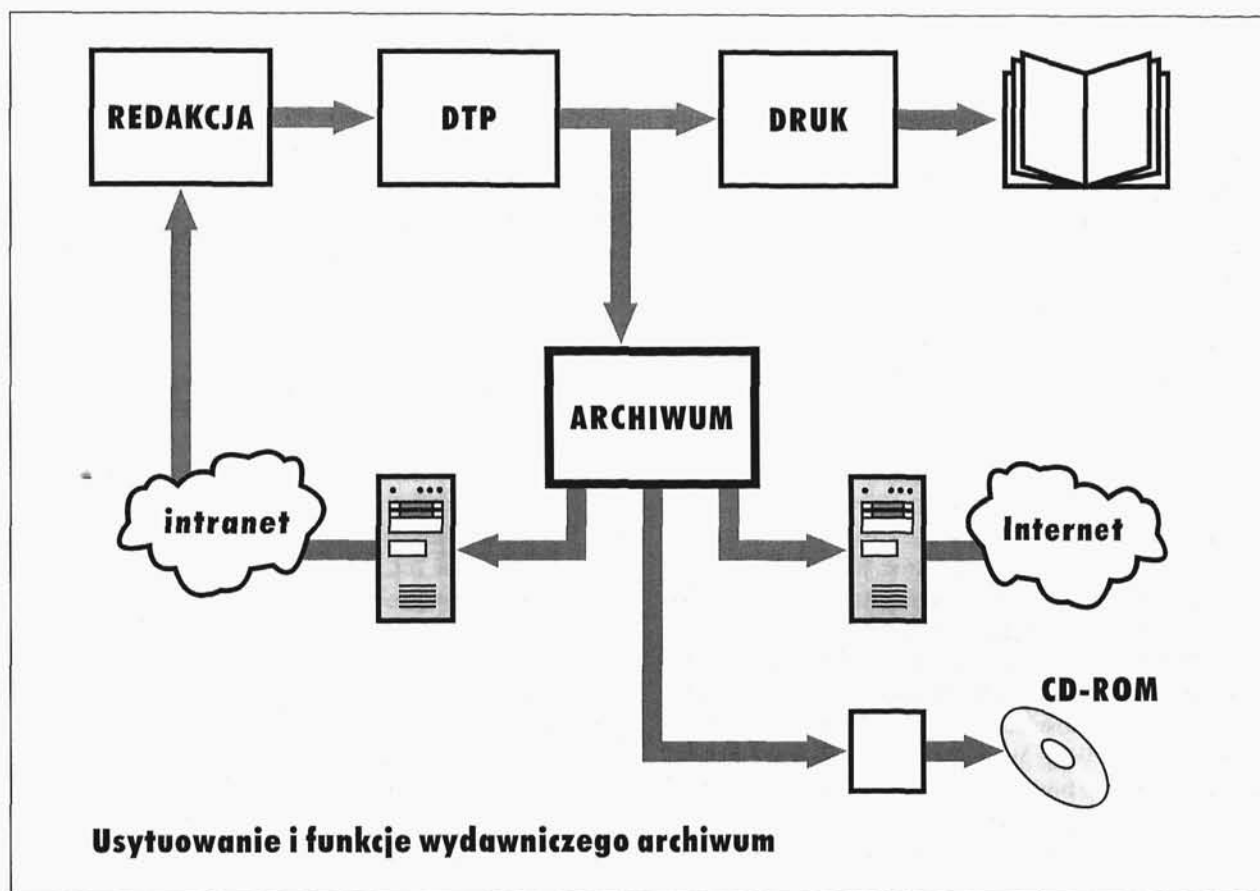 REDAKCJA
DTP
DRUK
ARCHIWUM
intranet
Internet
CD-ROM
Usytuowanie i funkcje wydawniczego archiwum